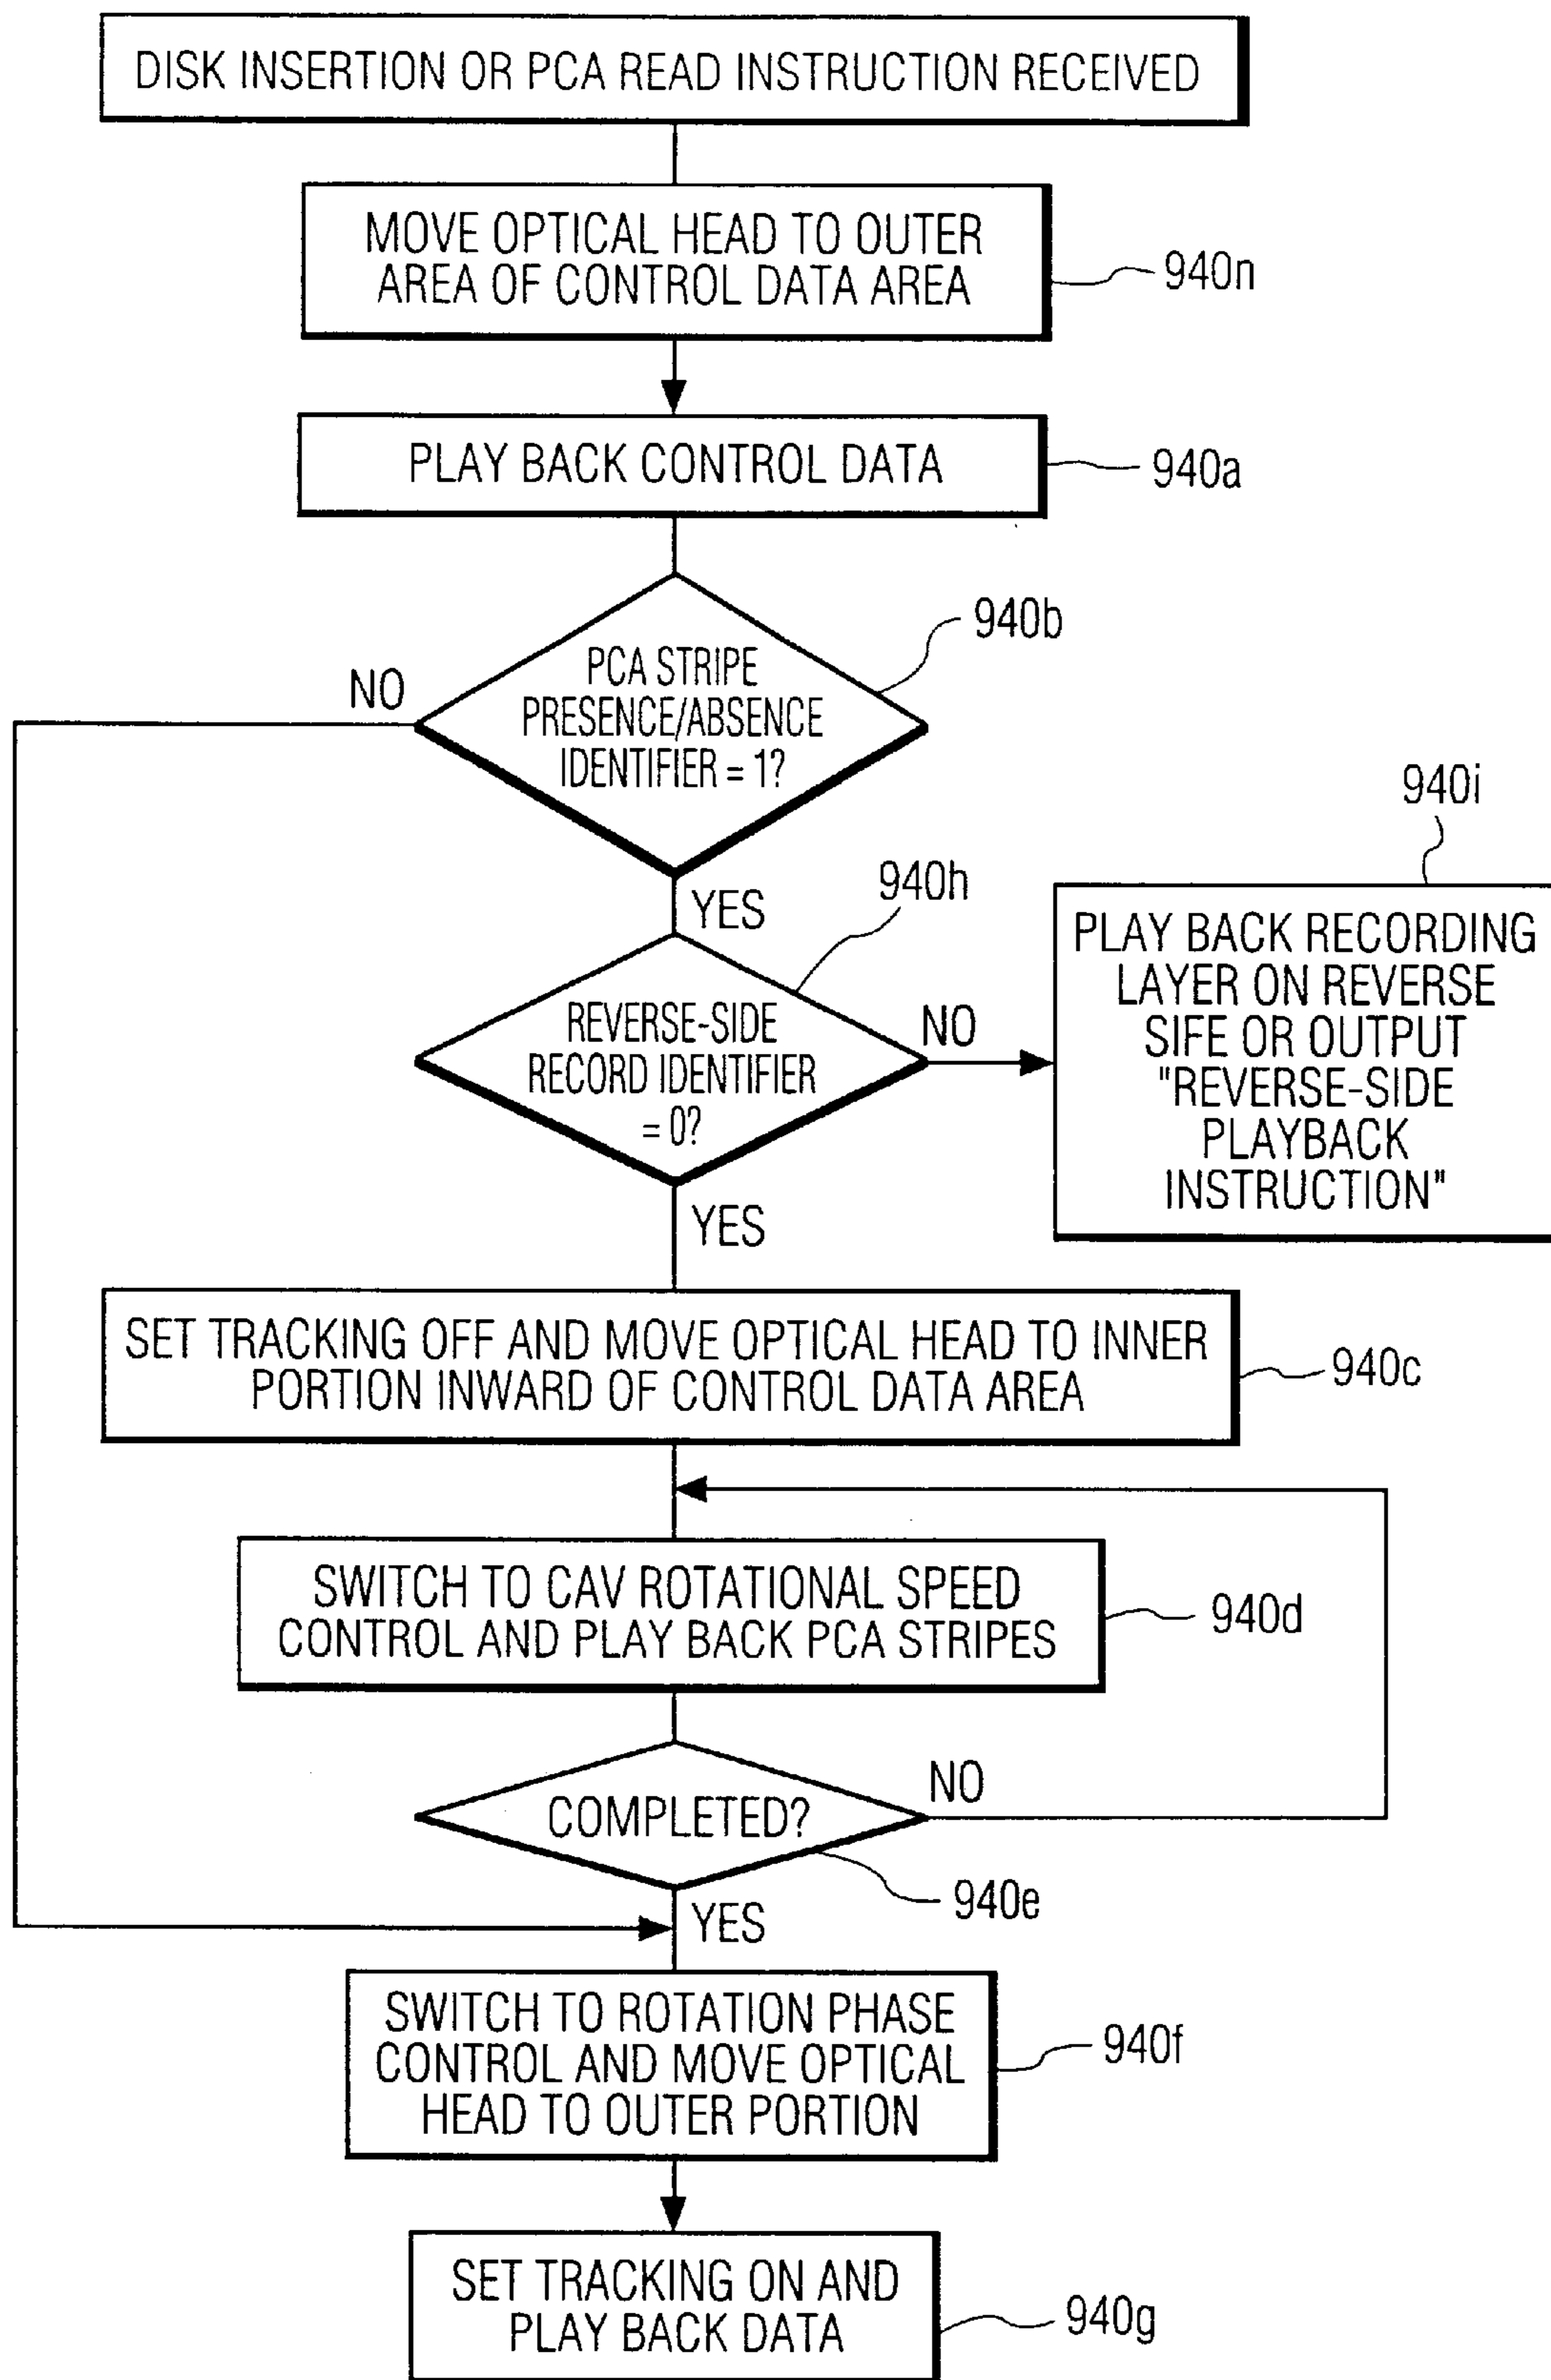 DISK INSERTION OR PCA READ INSTRUCTION RECEIVED
MOVE OPTICAL HEAD TO OUTER
AREA OF CONTROL DATA AREA
940n
PLAY BACK CONTROL DATA
940a
940b
PCA STRIPE
PRESENCE/ABSENCE
IDENTIFIER = 1?
NO
YES
940h
940i
REVERSE-SIDE
RECORD IDENTIFIER
= 0?
NO
PLAY BACK RECORDING
LAYER ON REVERSE
SIFE OR OUTPUT
"REVERSE-SIDE
PLAYBACK
INSTRUCTION"
YES
SET TRACKING OFF AND MOVE OPTICAL HEAD TO INNER
PORTION INWARD OF CONTROL DATA AREA
940c
SWITCH TO CAV ROTATIONAL SPEED
CONTROL AND PLAY BACK PCA STRIPES
940d
COMPLETED?
NO
940e
YES
SWITCH TO ROTATION PHASE
CONTROL AND MOVE OPTICAL
HEAD TO OUTER PORTION
940f
SET TRACKING ON AND
PLAY BACK DATA
940g